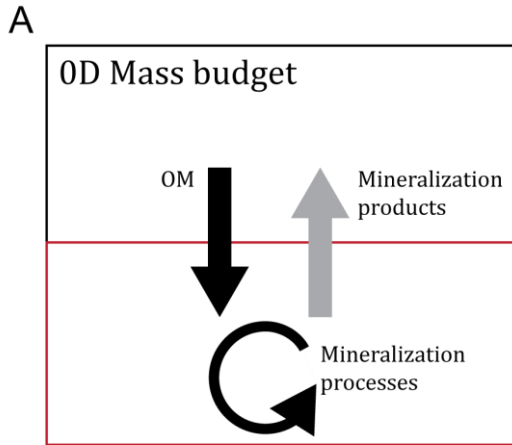 A
0D Mass budget
OM
Mineralization
products
Mineralization
processes